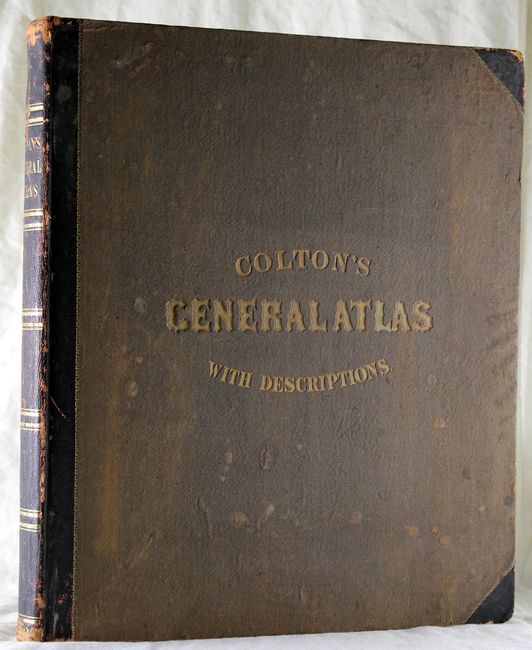 COLTON'S
GENERAL ATLAS
WITH DESCRIPTIONS.